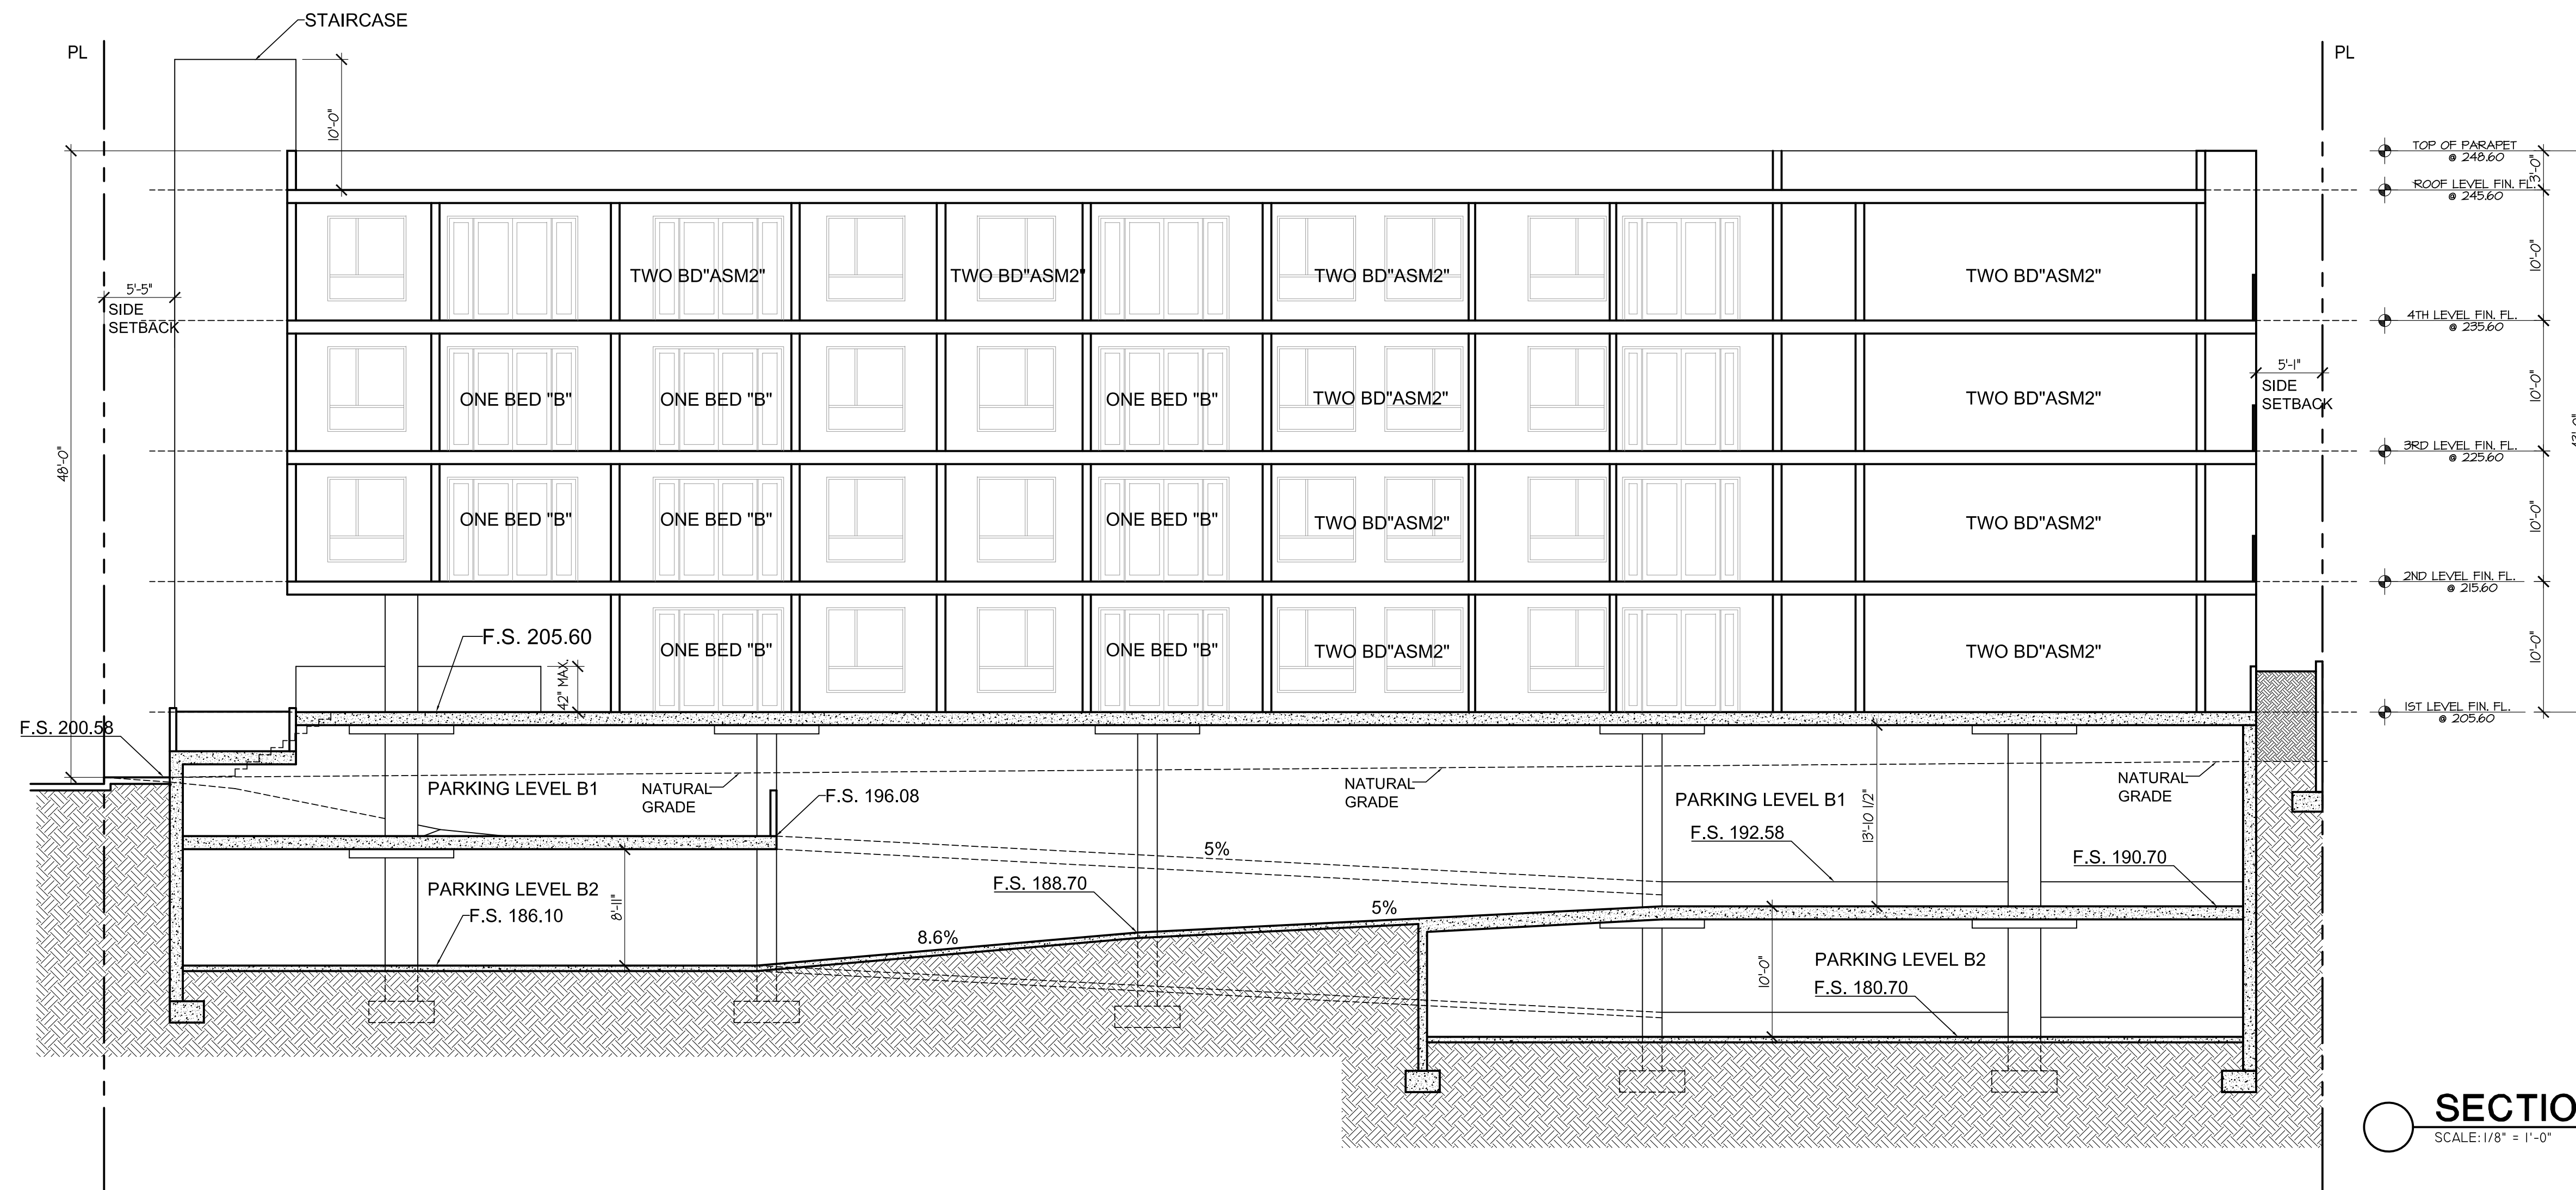 STAIRCASE
PL
PL
10'-0"
TOP OF PARAPET
@ 248.60
3'-0"
ROOF LEVEL FIN. FL.
@ 245.60
10'-0"
TWO BD"ASM2"
TWO BD"ASM2"
TWO BD"ASM2"
TWO BD"ASM2"
5'-5"
SIDE
SETBACK
4TH LEVEL FIN. FL.
@ 235.60
5'-1"
SIDE
SETBACK
10'-0"
ONE BED "B"
ONE BED "B"
ONE BED "B"
TWO BD"ASM2"
TWO BD"ASM2"
48'-0"
43'-0"
3RD LEVEL FIN. FL.
@ 225.60
10'-0"
ONE BED "B"
ONE BED "B"
ONE BED "B"
TWO BD"ASM2"
TWO BD"ASM2"
2ND LEVEL FIN. FL.
@ 215.60
10'-0"
F.S. 205.60
ONE BED "B"
ONE BED "B"
TWO BD"ASM2"
TWO BD"ASM2"
42" MAX.
1ST LEVEL FIN. FL.
@ 205.60
F.S. 200.58
PARKING LEVEL B1
NATURAL
GRADE
F.S. 196.08
NATURAL
GRADE
PARKING LEVEL B1
13'-10 1/2"
NATURAL
GRADE
F.S. 192.58
5%
F.S. 190.70
PARKING LEVEL B2
F.S. 186.10
8'-11"
F.S. 188.70
5%
8.6%
PARKING LEVEL B2
10'-0"
F.S. 180.70
SECTIO
SCALE: 1/8" = 1'-0"